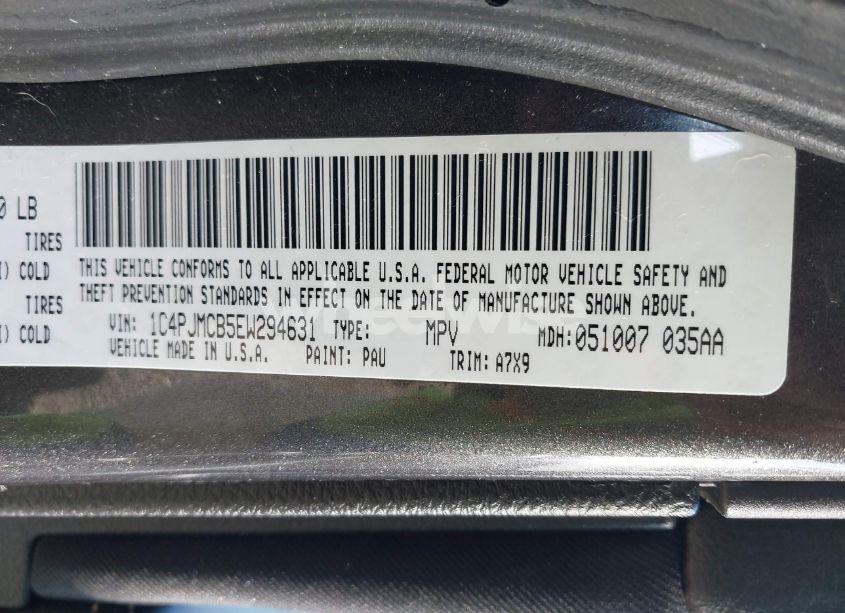 0 LB
TIRES
I) COLD
TIRES
I) COLD
THIS VEHICLE CONFORMS TO ALL APPLICABLE U.S.A. FEDERAL MOTOR VEHICLE SAFETY AND
THEFT PREVENTION STANDARDS IN EFFECT ON THE DATE OF MANUFACTURE SHOWN ABOVE.
VIN: 1C4PJMCB5EW294631 TYPE: MPV MDH: 051007 035AA
VEHICLE MADE IN U.S.A. PAINT: PAU TRIM: A7X9